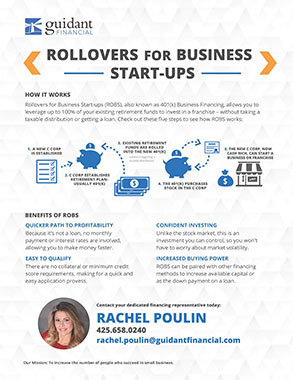 guidant
FINANCIAL
ROLLOVERS FOR BUSINESS
START-UPS
HOW IT WORKS
Rollovers for Business Startups (ROBS), also known as 401(k) Business Financing, allows you to
leverage up to 100% of your existing retirement funds to invest in a franchise – without taking a
taxable distribution or getting a loan. Check out these five steps to see how ROBS works:
1. A NEW C CORP
IS ESTABLISHED
2. C CORP ESTABLISHES
RETIREMENT PLAN:
USUALLY 401(K)
3. EXISTING RETIREMENT
FUNDS ARE ROLLED
INTO THE NEW 401(K)
4. THE 401(K) PURCHASES
STOCK IN THE C CORP
5. THE NEW C CORP, NOW
CASH RICH, CAN START A
BUSINESS OR FRANCHISE
BENEFITS OF ROBS
QUICKER PATH TO PROFITABILITY
Because it's not a loan, no monthly
payment or interest rates are involved,
allowing you to make money faster.
EASY TO QUALIFY
There are no collateral or minimum credit
score requirements, making for a quick and
easy application process.
CONFIDENT INVESTING
Unlike the stock market, this is an
investment you can control, so you won't
have to worry about market volatility.
INCREASED BUYING POWER
ROBS can be paired with other financing
methods to increase available capital or
as the down payment on a loan.
Contact your dedicated financing representative today:
RACHEL POULIN
425.658.0240
rachel.poulin@guidantfinancial.com
Our Mission: To increase the number of people who succeed in small business.